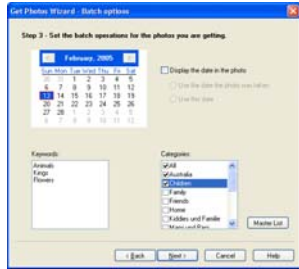 Get Photos Wizard - Batch options
Step 3 - Set the batch operations for the photos you are getting.
February, 2005
Sun Mon Tue Wed Thu Fri Sat
30 31 1 2 3 4 5
6 7 8 9 10 11 12
13 14 15 16 17 18 19
20 21 22 23 24 25 26
27 28 1 2 3 4 5
6 7 8 9 10 11 12
Display the date in the photo
Use the date the photo was taken
Use this date
Keywords:
Animals
Kings
Flowers
Categories:
All
Australia
Children
Family
Friends
Home
Kiddies und Familie
Master List
< Back
Next >
Cancel
Help